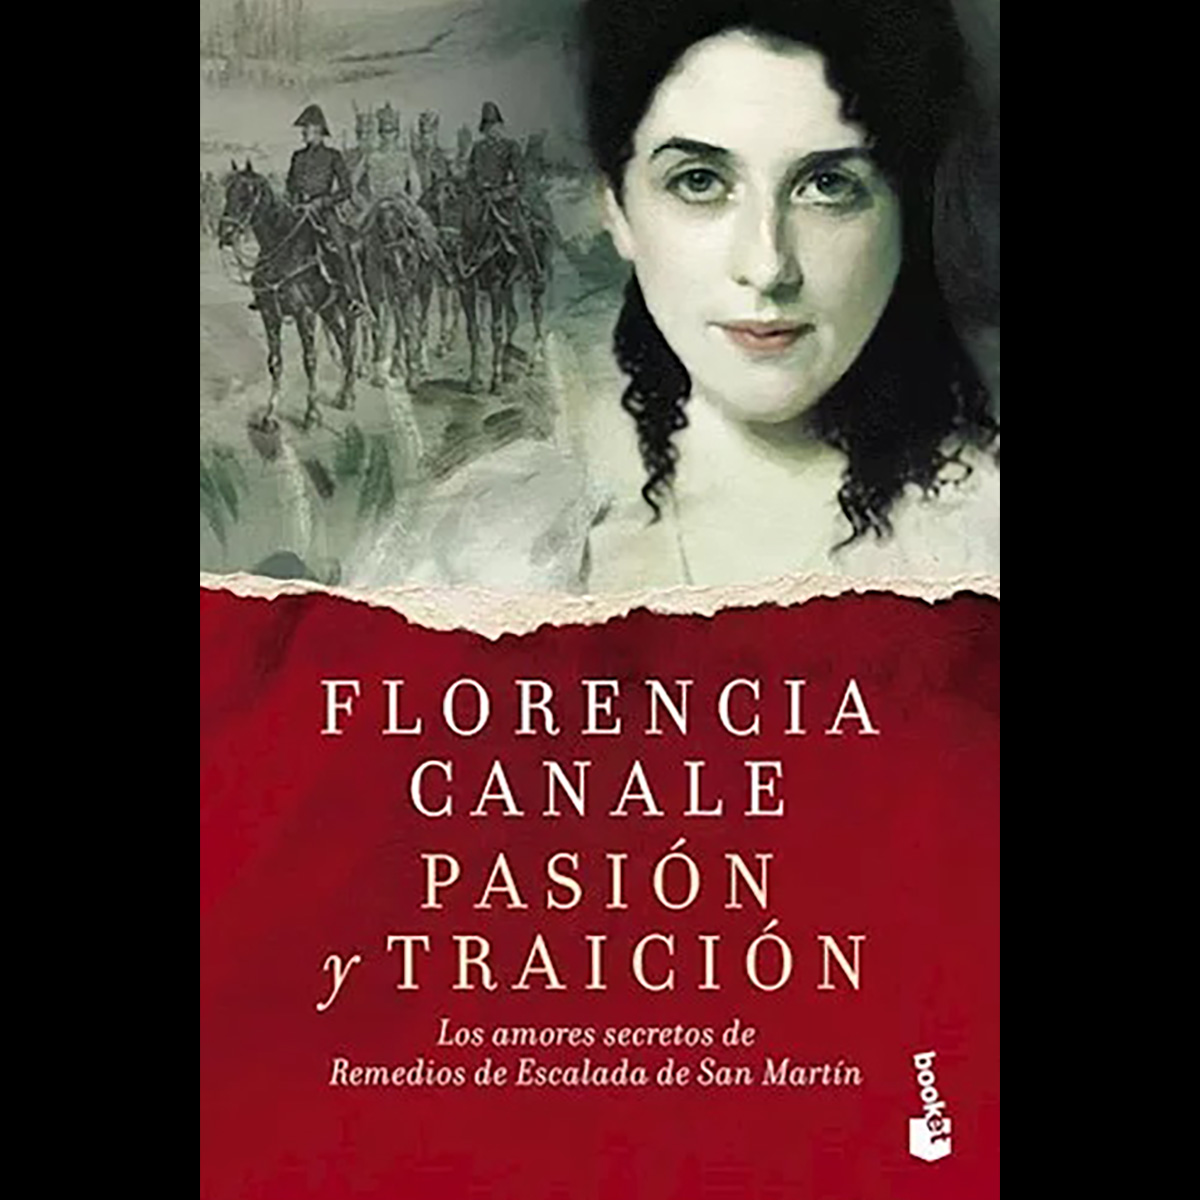 FLORENCIA
CANALE
PASIÓN
y TRAICIÓN
Los amores secretos de
Remedios de Escalada de San Martín
booket